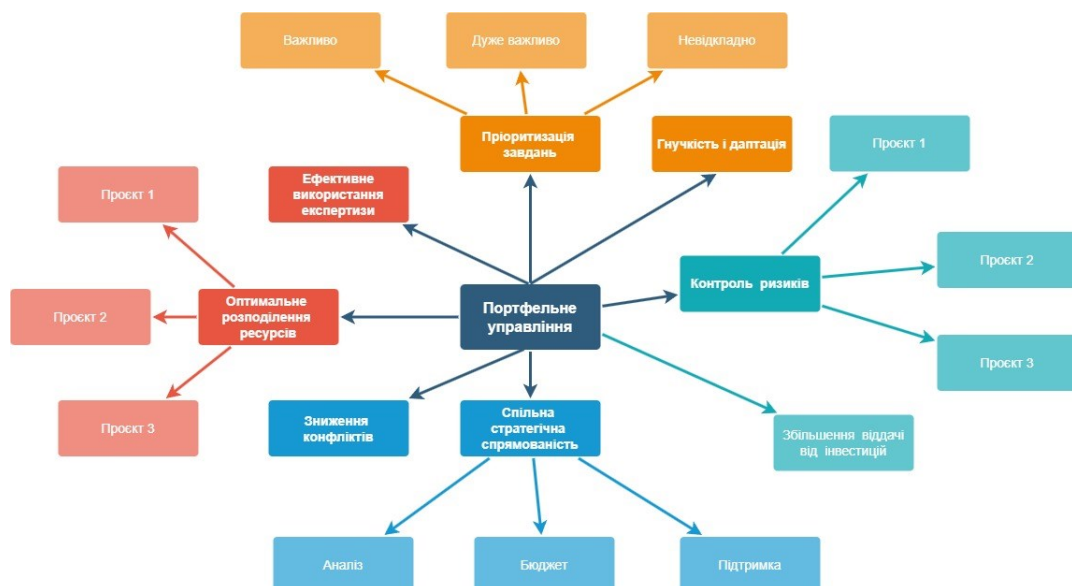 Важливо
Дуже важливо
Невідкладно
Пріоритизація
завдань
Гнучкість і даптація
Проєкт 1
Проєкт 1
Ефективне
використання
експертизи
Проєкт 2
Контроль ризиків
Проєкт 2
Оптимальне
розподілення
ресурсів
Портфельне
управління
Проєкт 3
Проєкт 3
Зниження
конфліктів
Спільна
стратегічна
спрямованість
Збільшення віддачі
від інвестицій
Аналіз
Бюджет
Підтримка